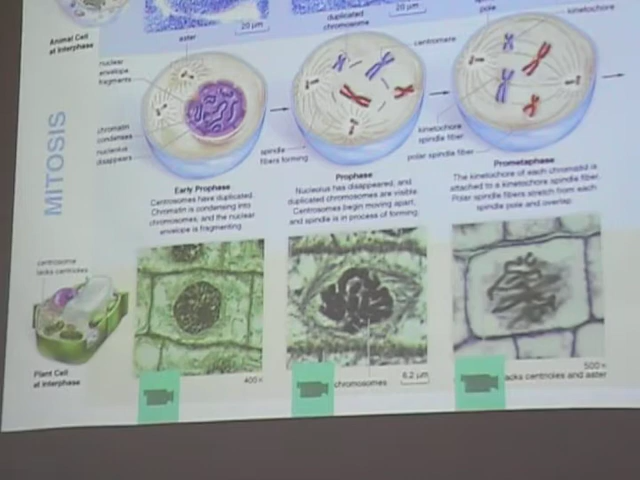 20 μm
duplicated
chromosome
20 μm
pole
kinetochore
Animal Cell
at Interphase
aster
nuclear
envelope
fragments
centromere
MITOSIS
chromatin
condenses
nucleolus
disappears
spindle
fibers forming
kinetochore
spindle fiber
polar spindle fiber
Early Prophase
Centrosomes have duplicated.
Chromatin is condensing into
chromosomes, and the nuclear
envelope is fragmenting.
Prophase
Nucleolus has disappeared, and
duplicated chromosomes are visible.
Centrosomes begin moving apart,
and spindle is in process of forming.
Prometaphase
The kinetochore of each chromatid is
attached to a kinetochore spindle fiber.
Polar spindle fibers stretch from each
spindle pole and overlap.
centrosome
lacks centrioles
Plant Cell
at Interphase
400×
chromosomes
6.2 μm
500×
lacks centrioles and aster